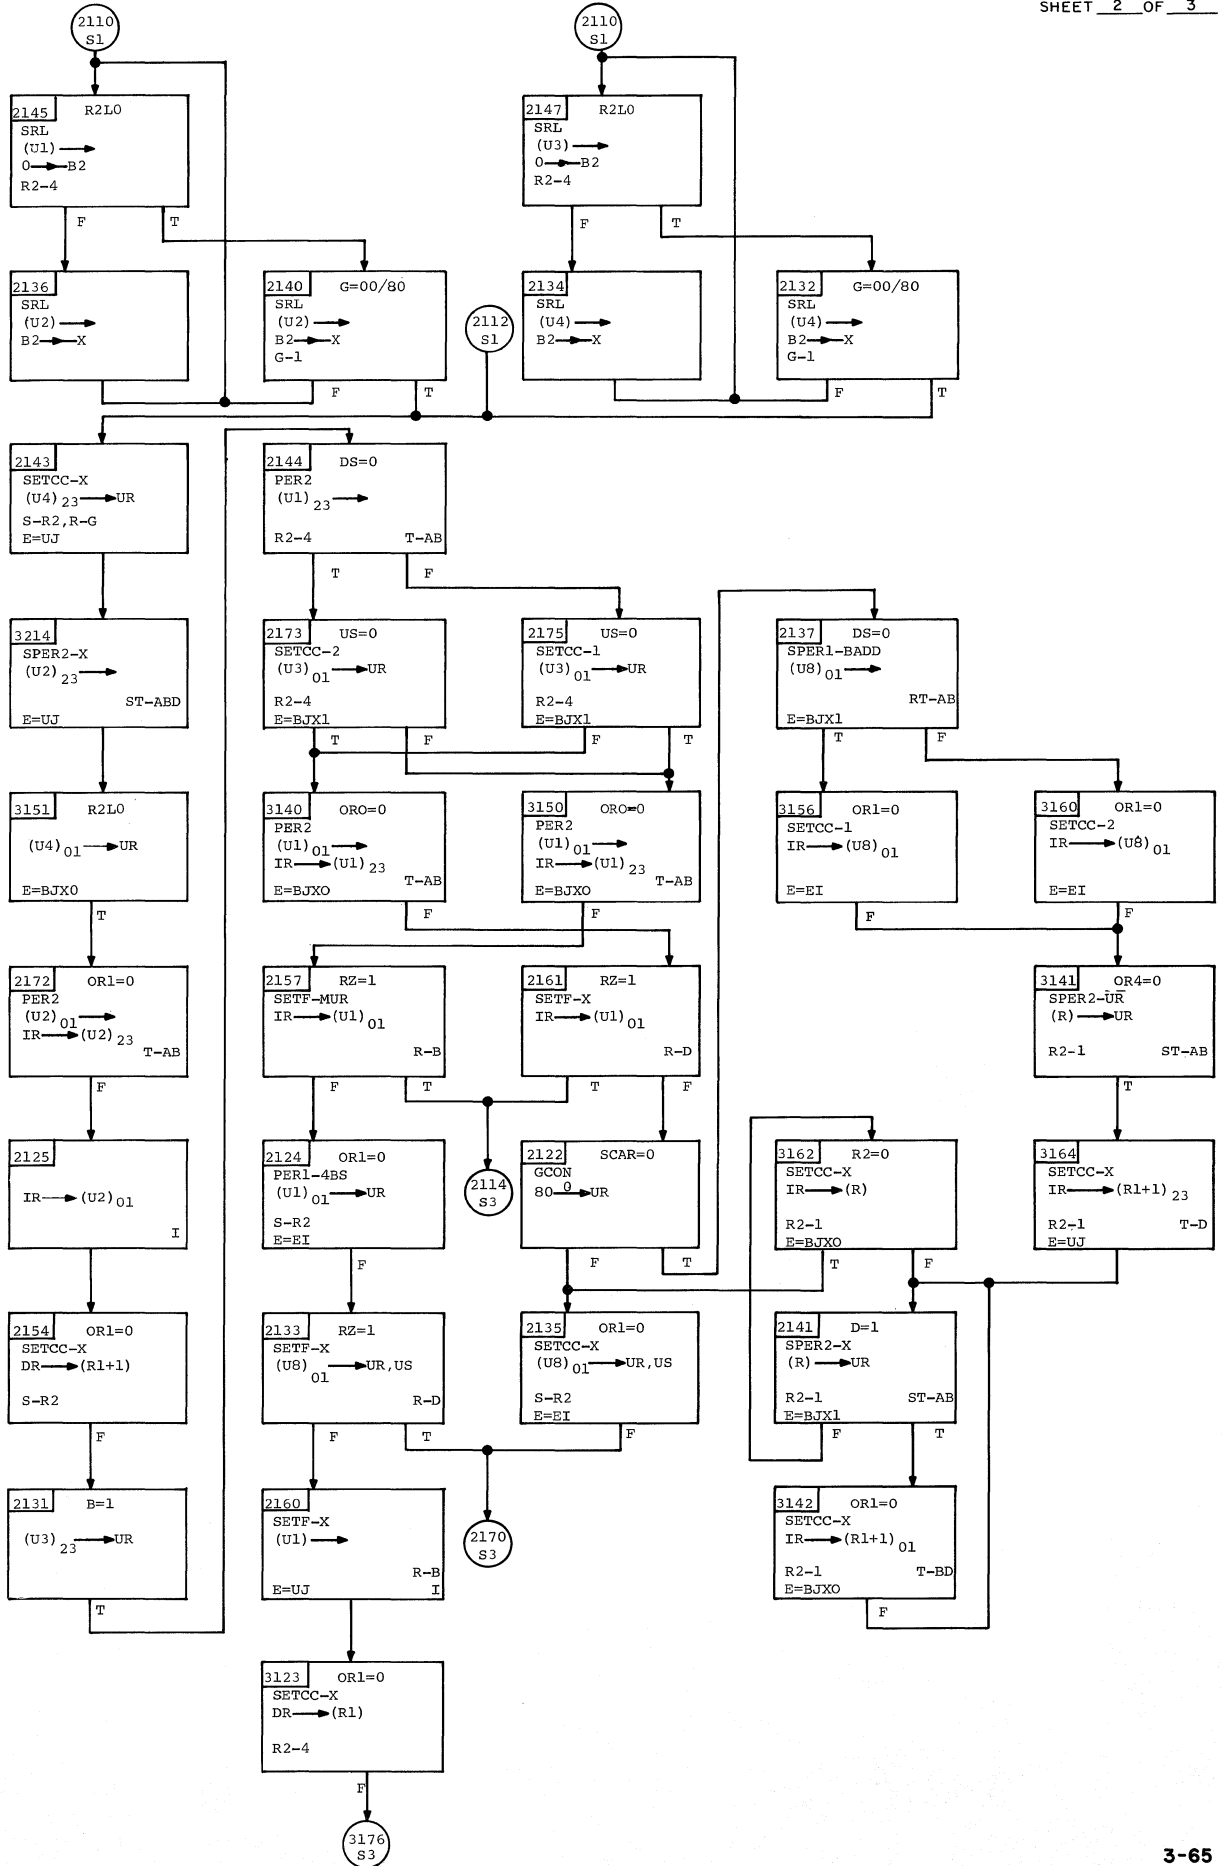 SHEET 2 OF 3
2110
S1
2110
S1
2145 R2L0
SRL
(U1) →
0 → B2
R2-4
F T
2147 R2L0
SRL
(U3) →
0 → B2
R2-4
F T
2136
SRL
(U2) →
B2 → X
2140 G=00/80
SRL
(U2) →
B2 → X
G-1
F T
2112
S1
2134
SRL
(U4) →
B2 → X
2132 G=00/80
SRL
(U4) →
B2 → X
G-1
F T
2143
SETCC-X
(U4)23 → UR
S-R2,R-G
E=UJ
2144 DS=0
PER2
(U1)23 →
R2-4 T-AB
T F
3214
SPER2-X
(U2)23 →
ST-ABD
E=UJ
2173 US=0
SETCC-2
(U3)01 → UR
R2-4
E=BJX1
T F
2175 US=0
SETCC-1
(U3)01 → UR
R2-4
E=BJX1
F T
2137 DS=0
SPER1-BADD
(U8)01 →
RT-AB
E=BJX1
T F
3151 R2L0
(U4)01 → UR
E=BJX0
T
3140 OR0=0
PER2
(U1)01 →
IR → (U1)23
T-AB
E=BJX0
F
3150 OR0=0
PER2
(U1)01 →
IR → (U1)23
T-AB
E=BJX0
F
3156 OR1=0
SETCC-1
IR → (U8)01
E=EI
F
3160 OR1=0
SETCC-2
IR → (U8)01
E=EI
F
2172 OR1=0
PER2
(U2)01 →
IR → (U2)23
T-AB
F
2157 RZ=1
SETF-MUR
IR → (U1)01
R-B
F T
2161 RZ=1
SETF-X
IR → (U1)01
R-D
T F
3141 OR4=0
SPER2-UR
(R) → UR
R2-1 ST-AB
T
2125
IR → (U2)01
I
2124 OR1=0
PER1-4BS
(U1)01 → UR
S-R2
E=EI
F
2114
S3
2122 SCAR=0
GCON
0
80 → UR
F T
3162 R2=0
SETCC-X
IR → (R)
R2-1
E=BJX0
T F
3164 OR1=0
SETCC-X
IR → (R1+1)23
R2-1 T-D
E=UJ
2154 OR1=0
SETCC-X
DR → (R1+1)
S-R2
F
2133 RZ=1
SETF-X
(U8)01 → UR,US
R-D
F T
2135 OR1=0
SETCC-X
(U8)01 → UR,US
S-R2
E=EI
F
2141 D=1
SPER2-X
(R) → UR
R2-1 ST-AB
E=BJX1
F T
2131 B=1
(U3)23 → UR
T
2160
SETF-X
(U1) →
R-B
E=UJ I
2170
S3
3142 OR1=0
SETCC-X
IR → (R1+1)01
R2-1 T-BD
E=BJX0
F
3123 OR1=0
SETCC-X
DR → (R1)
R2-4
F
3176
S3
3-65